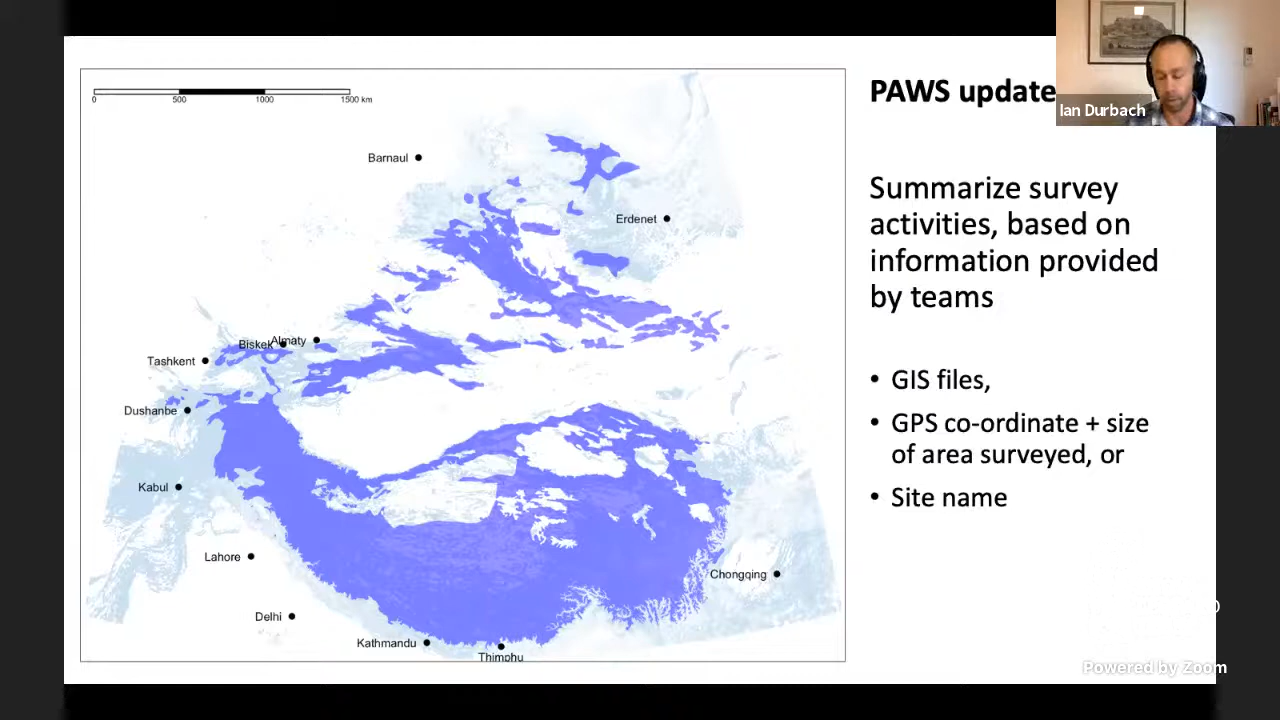 PAWS update
Ian Durbach
Summarize survey
activities, based on
information provided
by teams
• GIS files,
• GPS co-ordinate + size
of area surveyed, or
• Site name
0 500 1000 1500 km
Barnaul
Erdenet
Biskek
Almaty
Tashkent
Dushanbe
Kabul
Lahore
Chongqing
Delhi
Kathmandu
Thimphu
Powered by Zoom